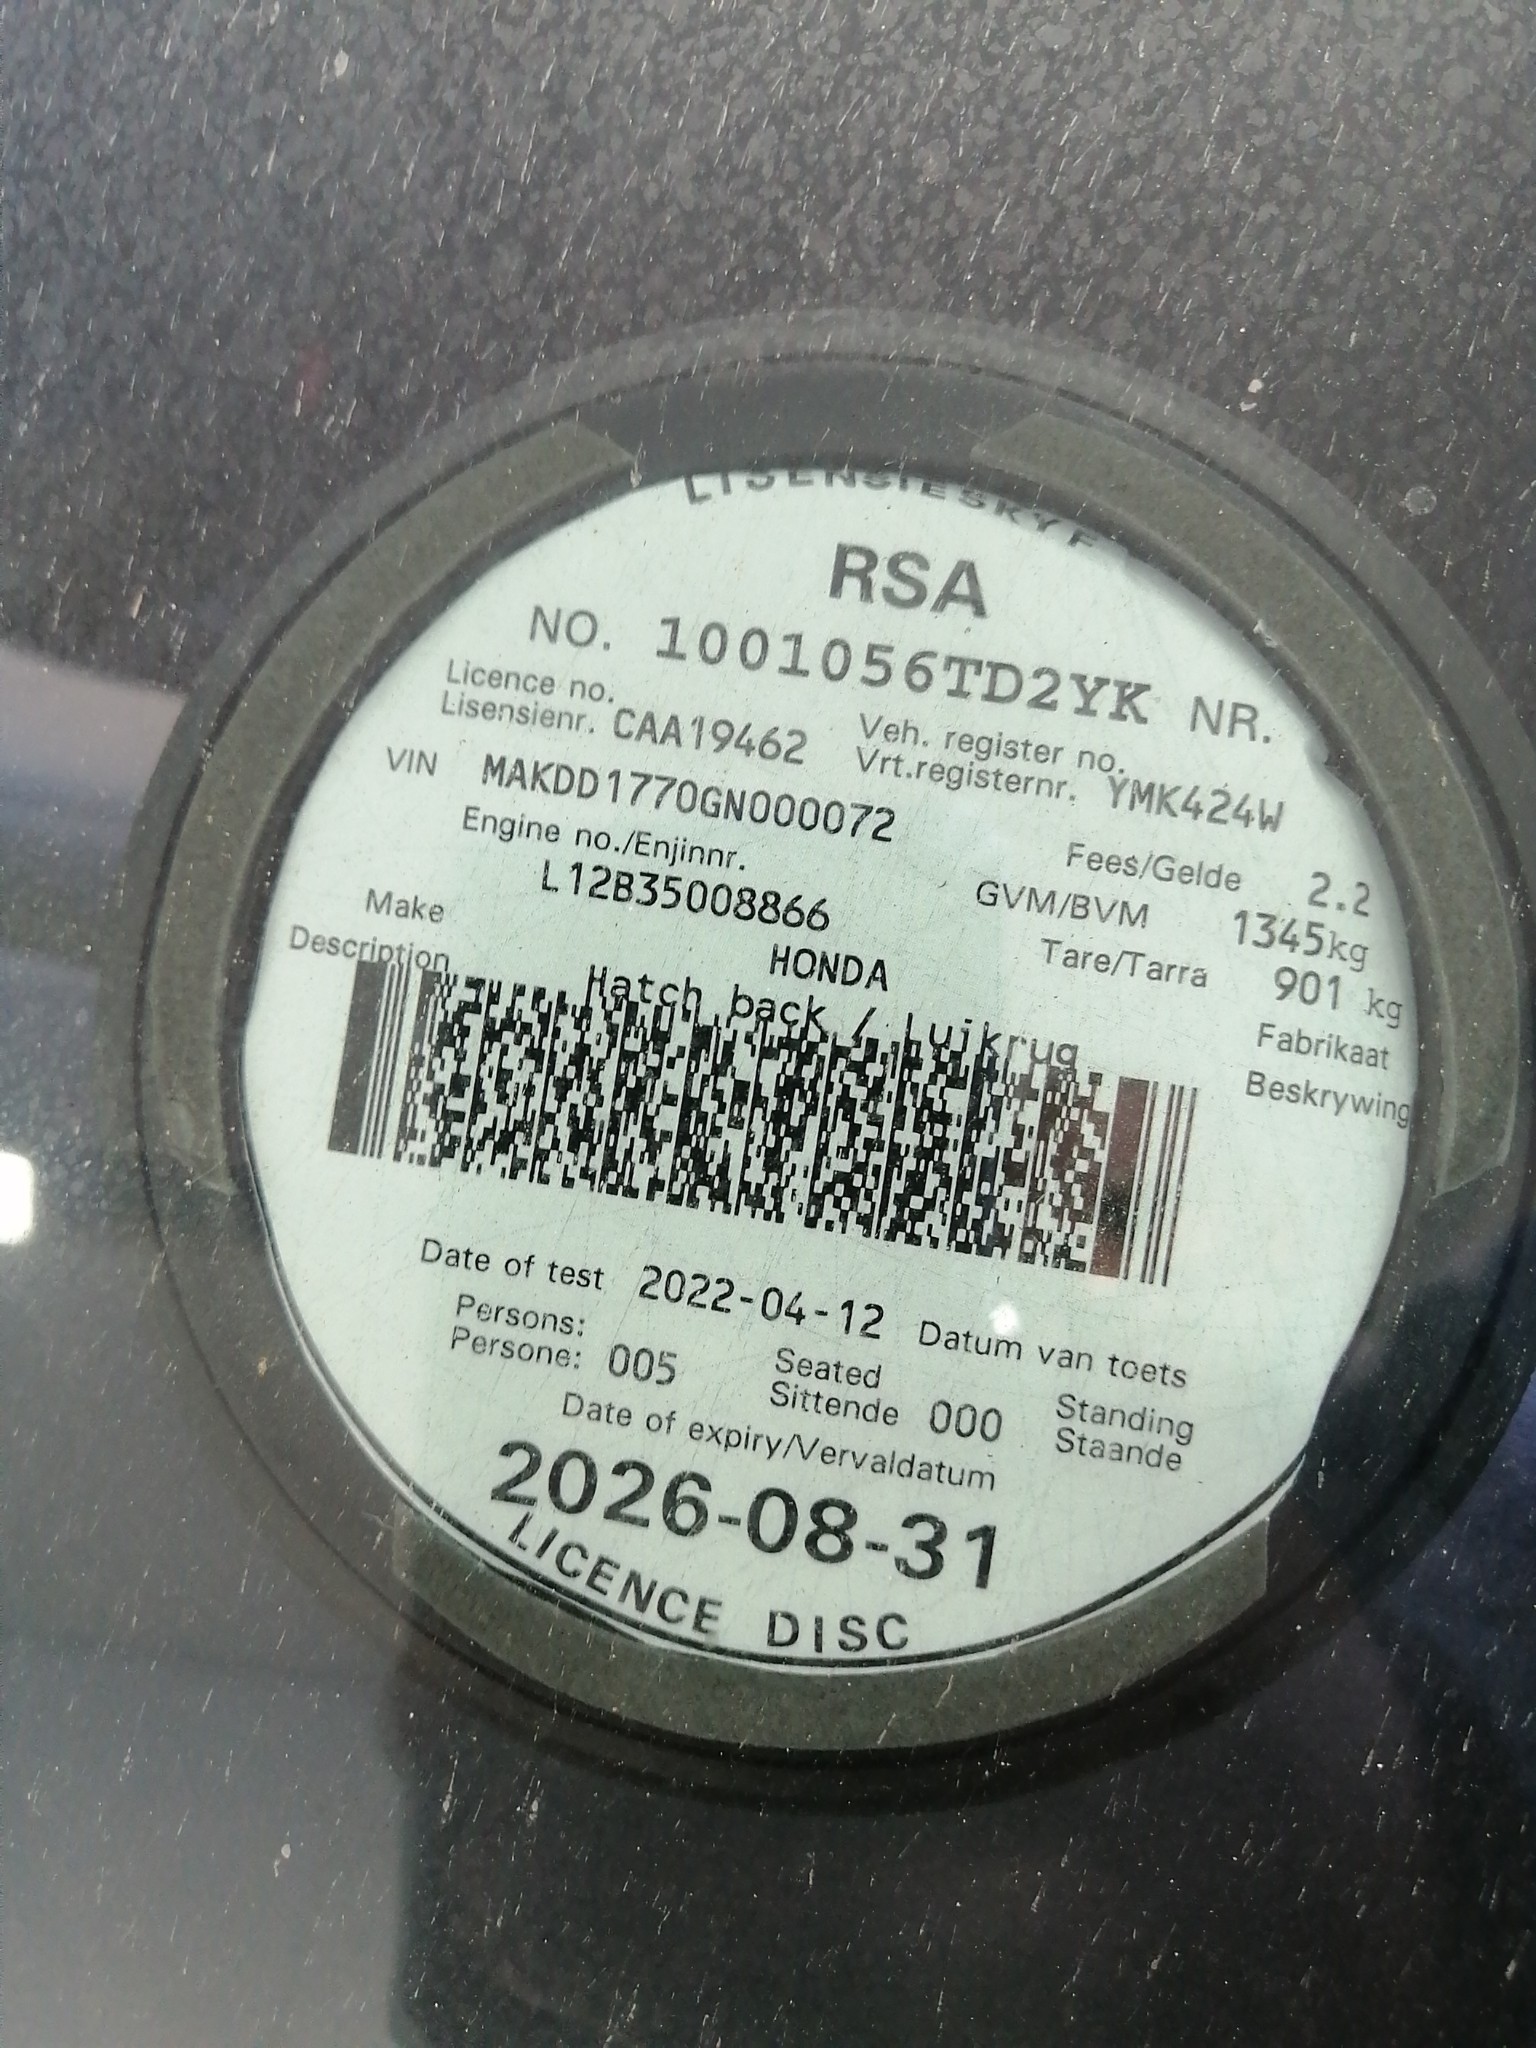 LISENSIESKYF
RSA
NO. 1001056TD2YK NR.
Licence no.
Lisensienr. CAA19462
Veh. register no.
Vrt.registernr. YMK424W
VIN MAKDD1770GN000072
Fees/Gelde 2.2
Engine no./Enjinnr.
L12B35008866
GVM/BVM 1345kg
Tare/Tarra 901 kg
Make HONDA Fabrikaat
Description Hatch back / Luikrug Beskrywing
Date of test 2022-04-12 Datum van toets
Persons:
Persone: 005
Seated
Sittende 000
Standing
Staande
Date of expiry/Vervaldatum
2026-08-31
LICENCE DISC